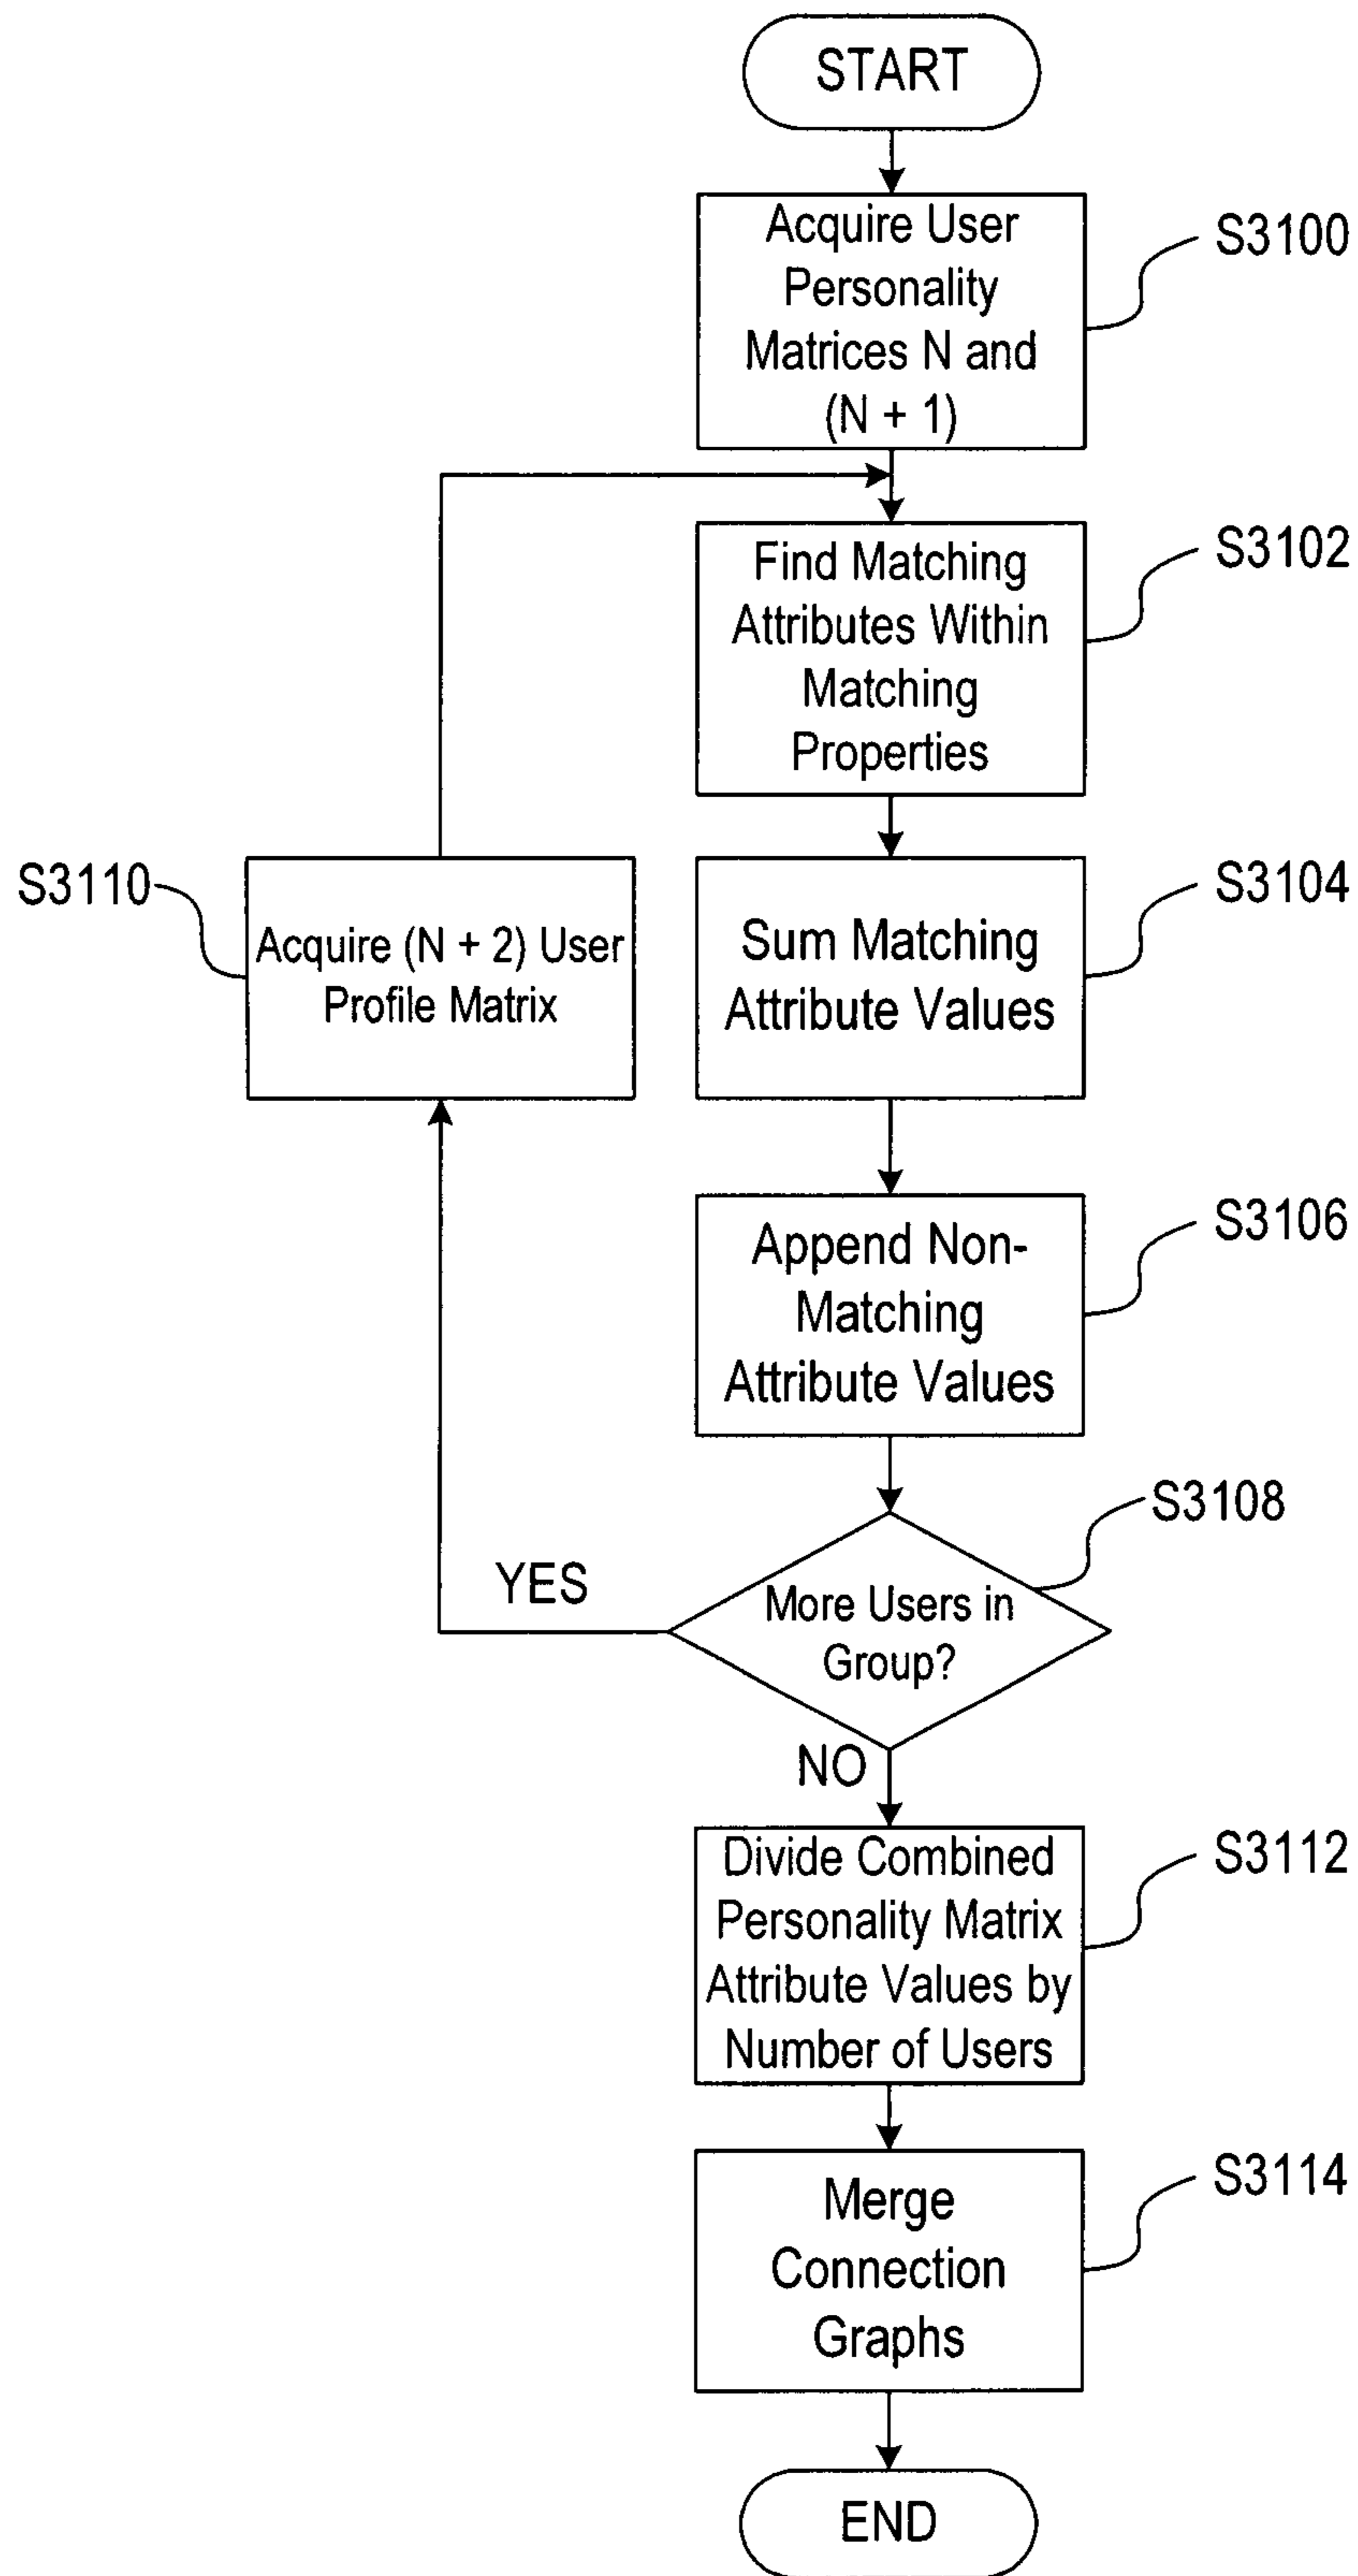 START
Acquire User
Personality
Matrices N and
(N + 1)
S3100
Find Matching
Attributes Within
Matching
Properties
S3102
S3110
Acquire (N + 2) User
Profile Matrix
Sum Matching
Attribute Values
S3104
Append Non-
Matching
Attribute Values
S3106
S3108
YES
More Users in
Group?
NO
Divide Combined
Personality Matrix
Attribute Values by
Number of Users
S3112
Merge
Connection
Graphs
S3114
END